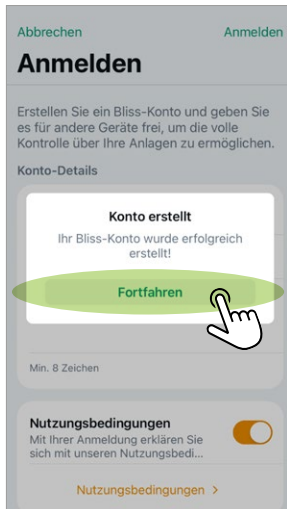 Abbrechen
Anmelden
Anmelden
Erstellen Sie ein Bliss-Konto und geben Sie
es für andere Geräte frei, um die volle
Kontrolle über Ihre Anlagen zu ermöglichen.
Konto-Details
Konto erstellt
Ihr Bliss-Konto wurde erfolgreich
erstellt!
Fortfahren
Min. 8 Zeichen
Nutzungsbedingungen
Mit Ihrer Anmeldung erklären Sie
sich mit unseren Nutzungsbedi...
Nutzungsbedingungen >